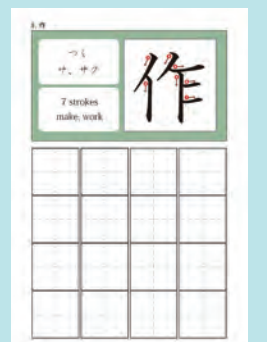 8. 作
つく
サ、サク
7 strokes
make, work
作